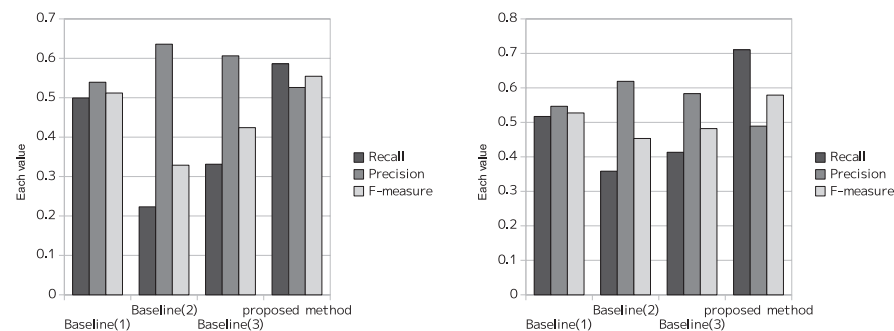 0.7
0.6
0.5
0.4
0.3
0.2
0.1
0
Each value
Baseline(1)
Baseline(2)
Baseline(3)
proposed method
Recall
Precision
F-measure
0.8
0.7
0.6
0.5
0.4
0.3
0.2
0.1
0
Each value
Baseline(1)
Baseline(2)
Baseline(3)
proposed method
Recall
Precision
F-measure